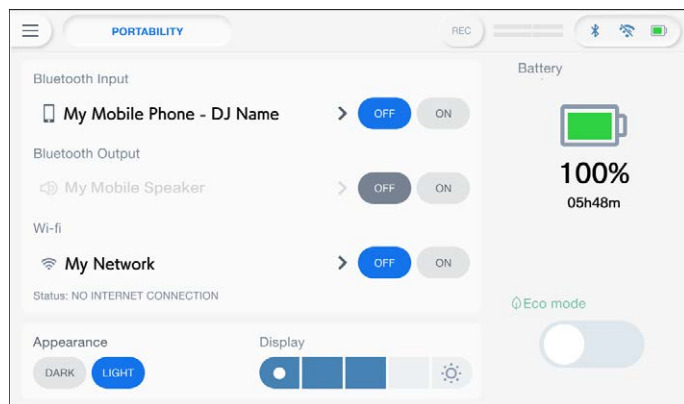 PORTABILITY
REC
Bluetooth Input
My Mobile Phone - DJ Name
OFF ON
Bluetooth Output
My Mobile Speaker
OFF ON
Wi-fi
My Network
OFF ON
Status: NO INTERNET CONNECTION
Appearance
DARK LIGHT
Display
Battery
100%
05h48m
Eco mode